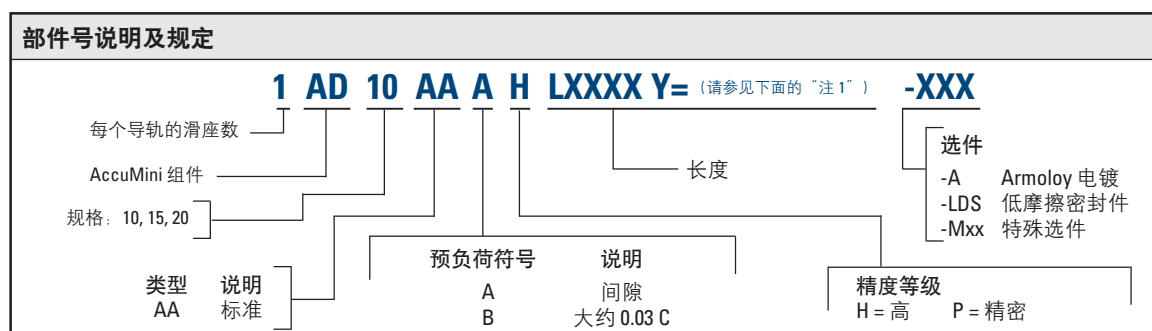 部件号说明及规定
1 AD 10 AA A H LXXXX Y= (请参见下面的“注1”) -XXX
每个导轨的滑座数
AccuMini 组件
规格: 10, 15, 20
长度
选件
-A Armoloy 电镀
-LDS 低摩擦密封件
-Mxx 特殊选件
类型 说明
AA 标准
预负荷符号 说明
A 间隙
B 大约 0.03 C
精度等级
H = 高 P = 精密